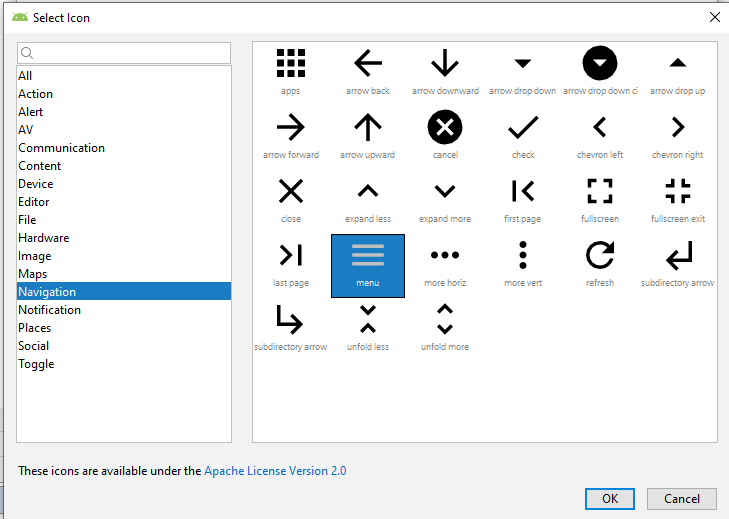 Select Icon
All
Action
Alert
AV
Communication
Content
Device
Editor
File
Hardware
Image
Maps
Navigation
Notification
Places
Social
Toggle
apps arrow back arrow downward arrow drop down arrow drop down ci arrow drop up
arrow forward arrow upward cancel check chevron left chevron right
close expand less expand more first page fullscreen fullscreen exit
last page menu more horiz more vert refresh subdirectory arrow
subdirectory arrow unfold less unfold more
These icons are available under the Apache License Version 2.0
OK Cancel